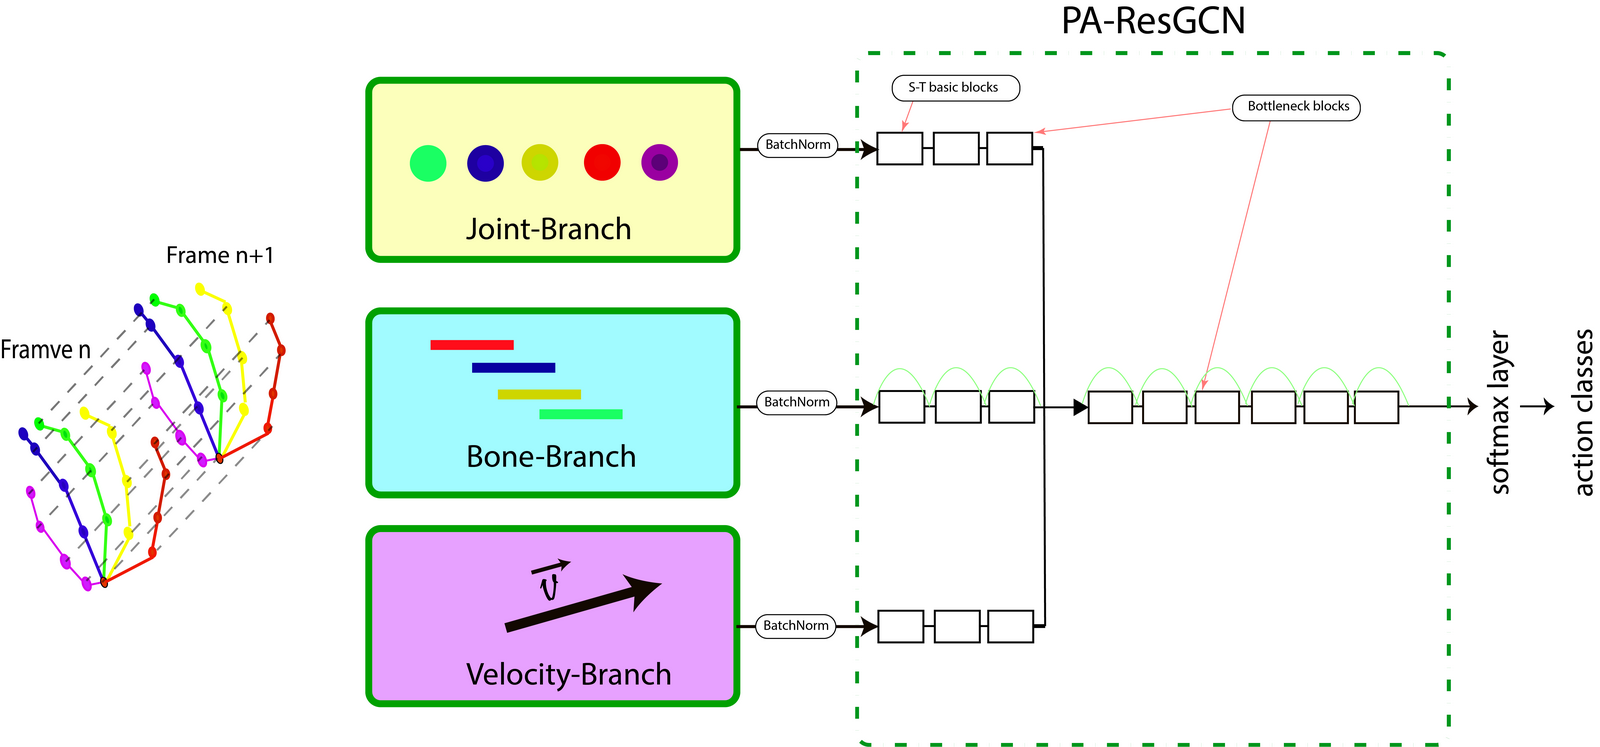 PA-ResGCN
S-T basic blocks
Bottleneck blocks
BatchNorm
Joint-Branch
Frame n+1
Framve n
BatchNorm
Bone-Branch
softmax layer
action classes
v
BatchNorm
Velocity-Branch